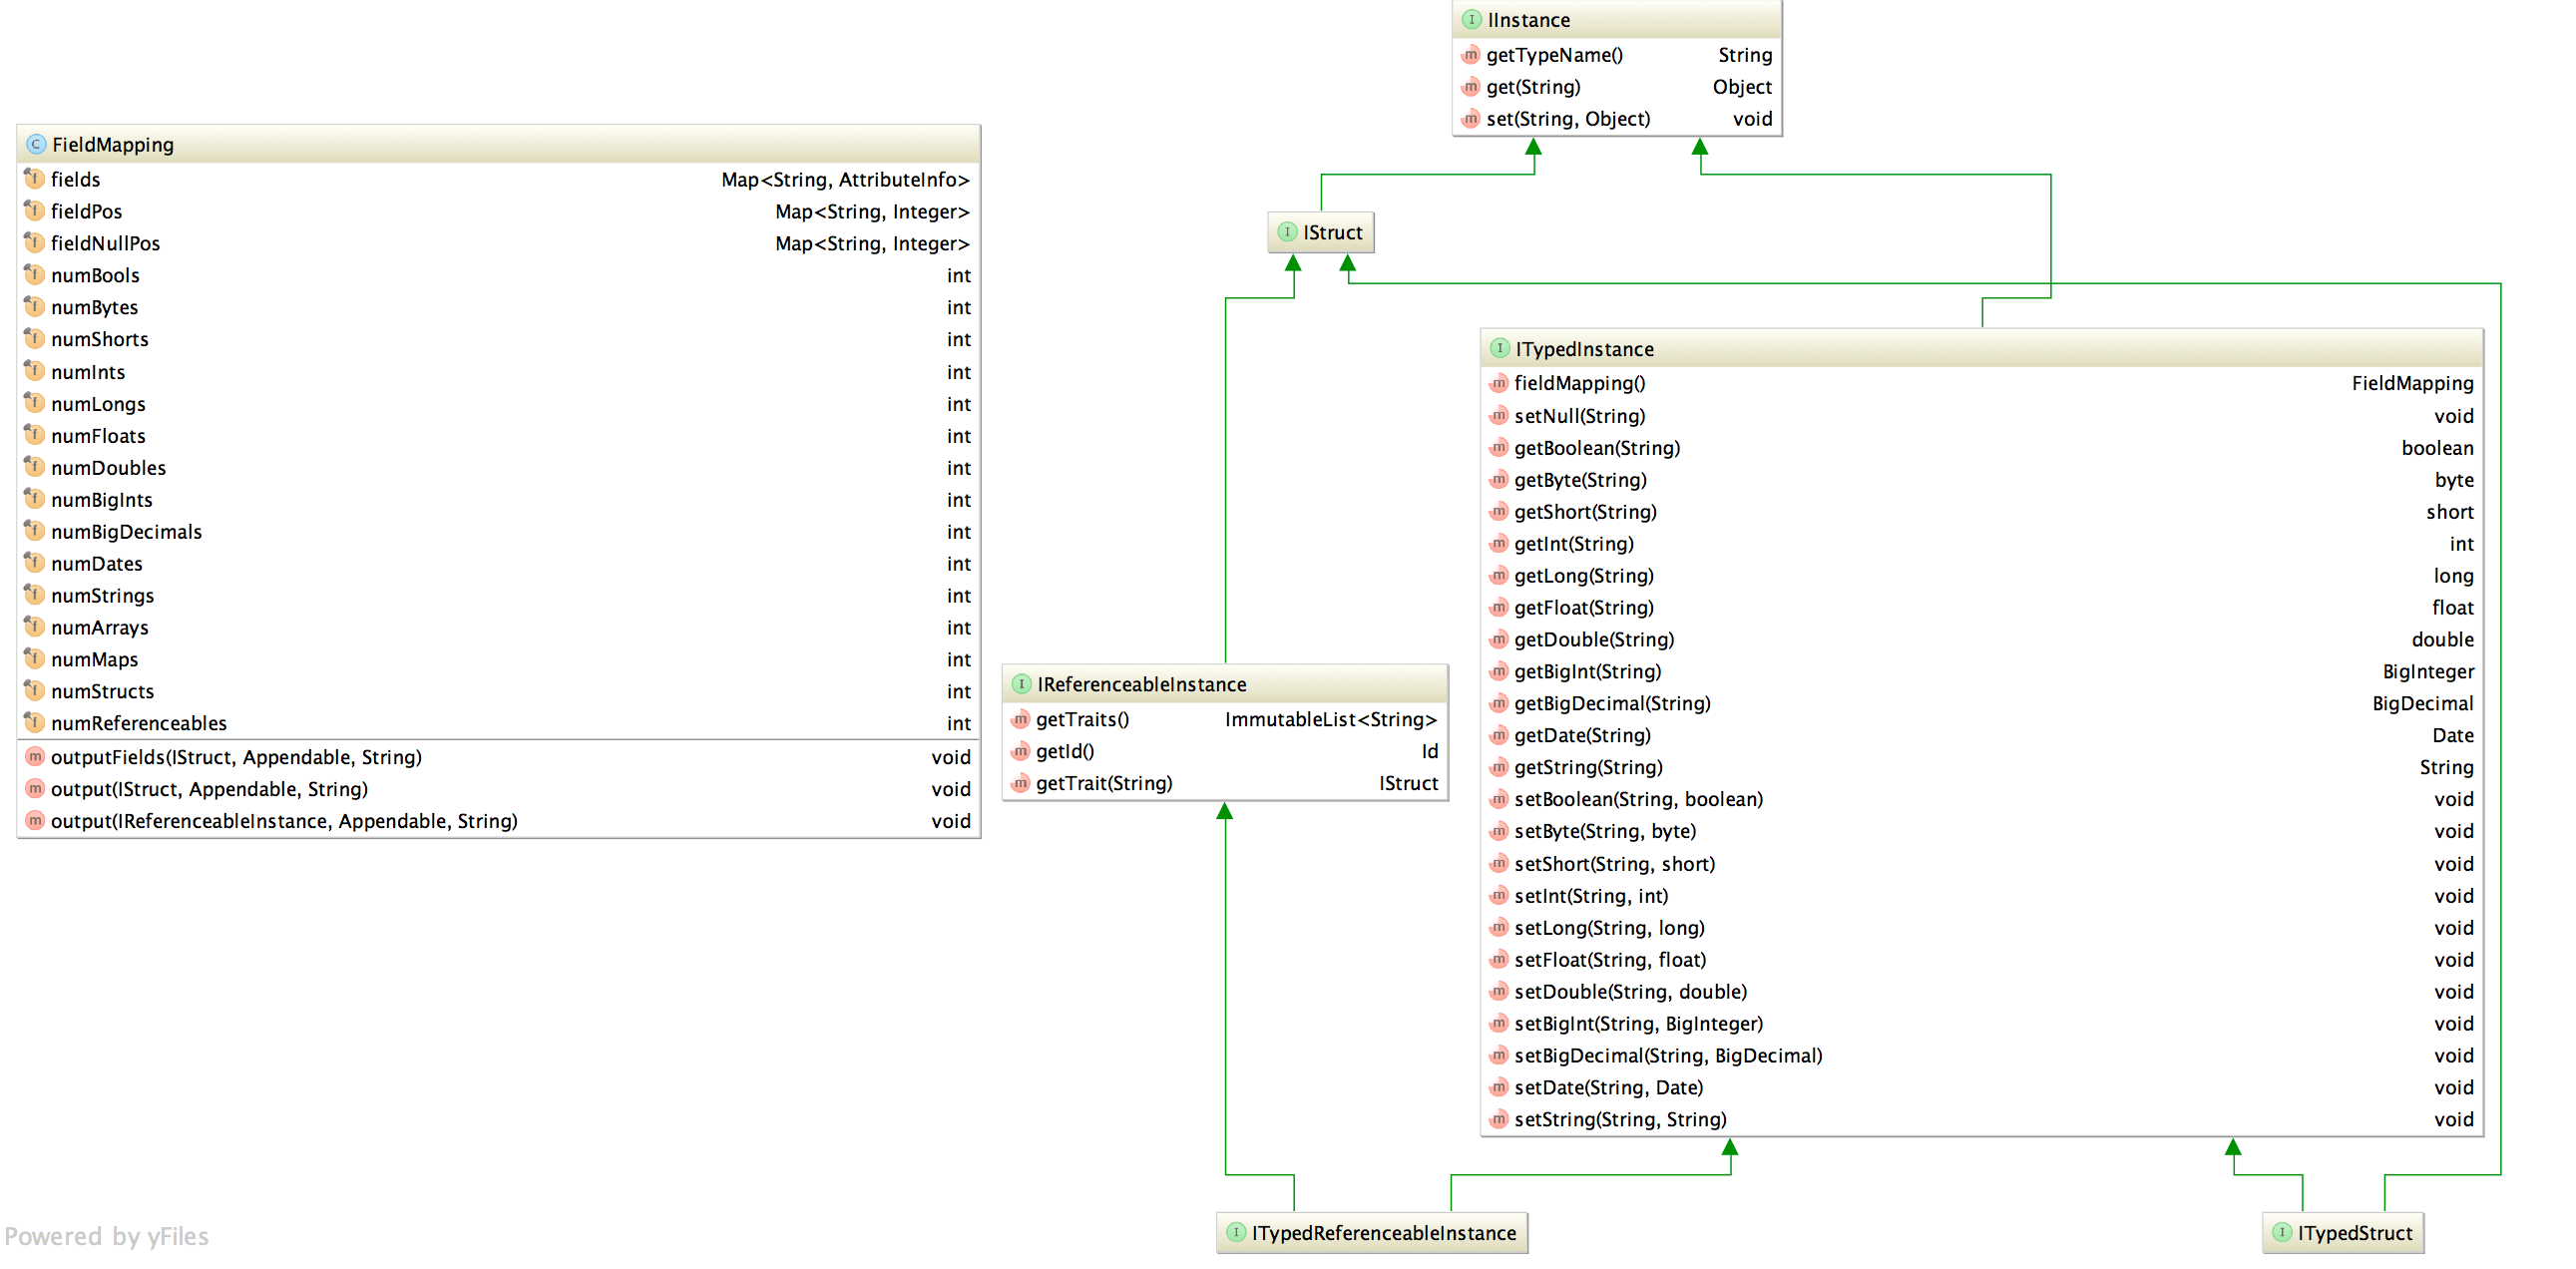 IInstance
getTypeName() String
get(String) Object
set(String, Object) void
FieldMapping
fields Map<String, AttributeInfo>
fieldPos Map<String, Integer>
fieldNullPos Map<String, Integer>
numBools int
numBytes int
numShorts int
numInts int
numLongs int
numFloats int
numDoubles int
numBigInts int
numBigDecimals int
numDates int
numStrings int
numArrays int
numMaps int
numStructs int
numReferenceables int
outputFields(IStruct, Appendable, String) void
output(IStruct, Appendable, String) void
output(IReferenceableInstance, Appendable, String) void
IStruct
ITypedInstance
fieldMapping() FieldMapping
setNull(String) void
getBoolean(String) boolean
getByte(String) byte
getShort(String) short
getInt(String) int
getLong(String) long
getFloat(String) float
getDouble(String) double
getBigInt(String) BigInteger
getBigDecimal(String) BigDecimal
getDate(String) Date
getString(String) String
setBoolean(String, boolean) void
setByte(String, byte) void
setShort(String, short) void
setInt(String, int) void
setLong(String, long) void
setFloat(String, float) void
setDouble(String, double) void
setBigInt(String, BigInteger) void
setBigDecimal(String, BigDecimal) void
setDate(String, Date) void
setString(String, String) void
IReferenceableInstance
getTraits() ImmutableList<String>
getId() Id
getTrait(String) IStruct
ITypedReferenceableInstance
ITypedStruct
Powered by yFiles